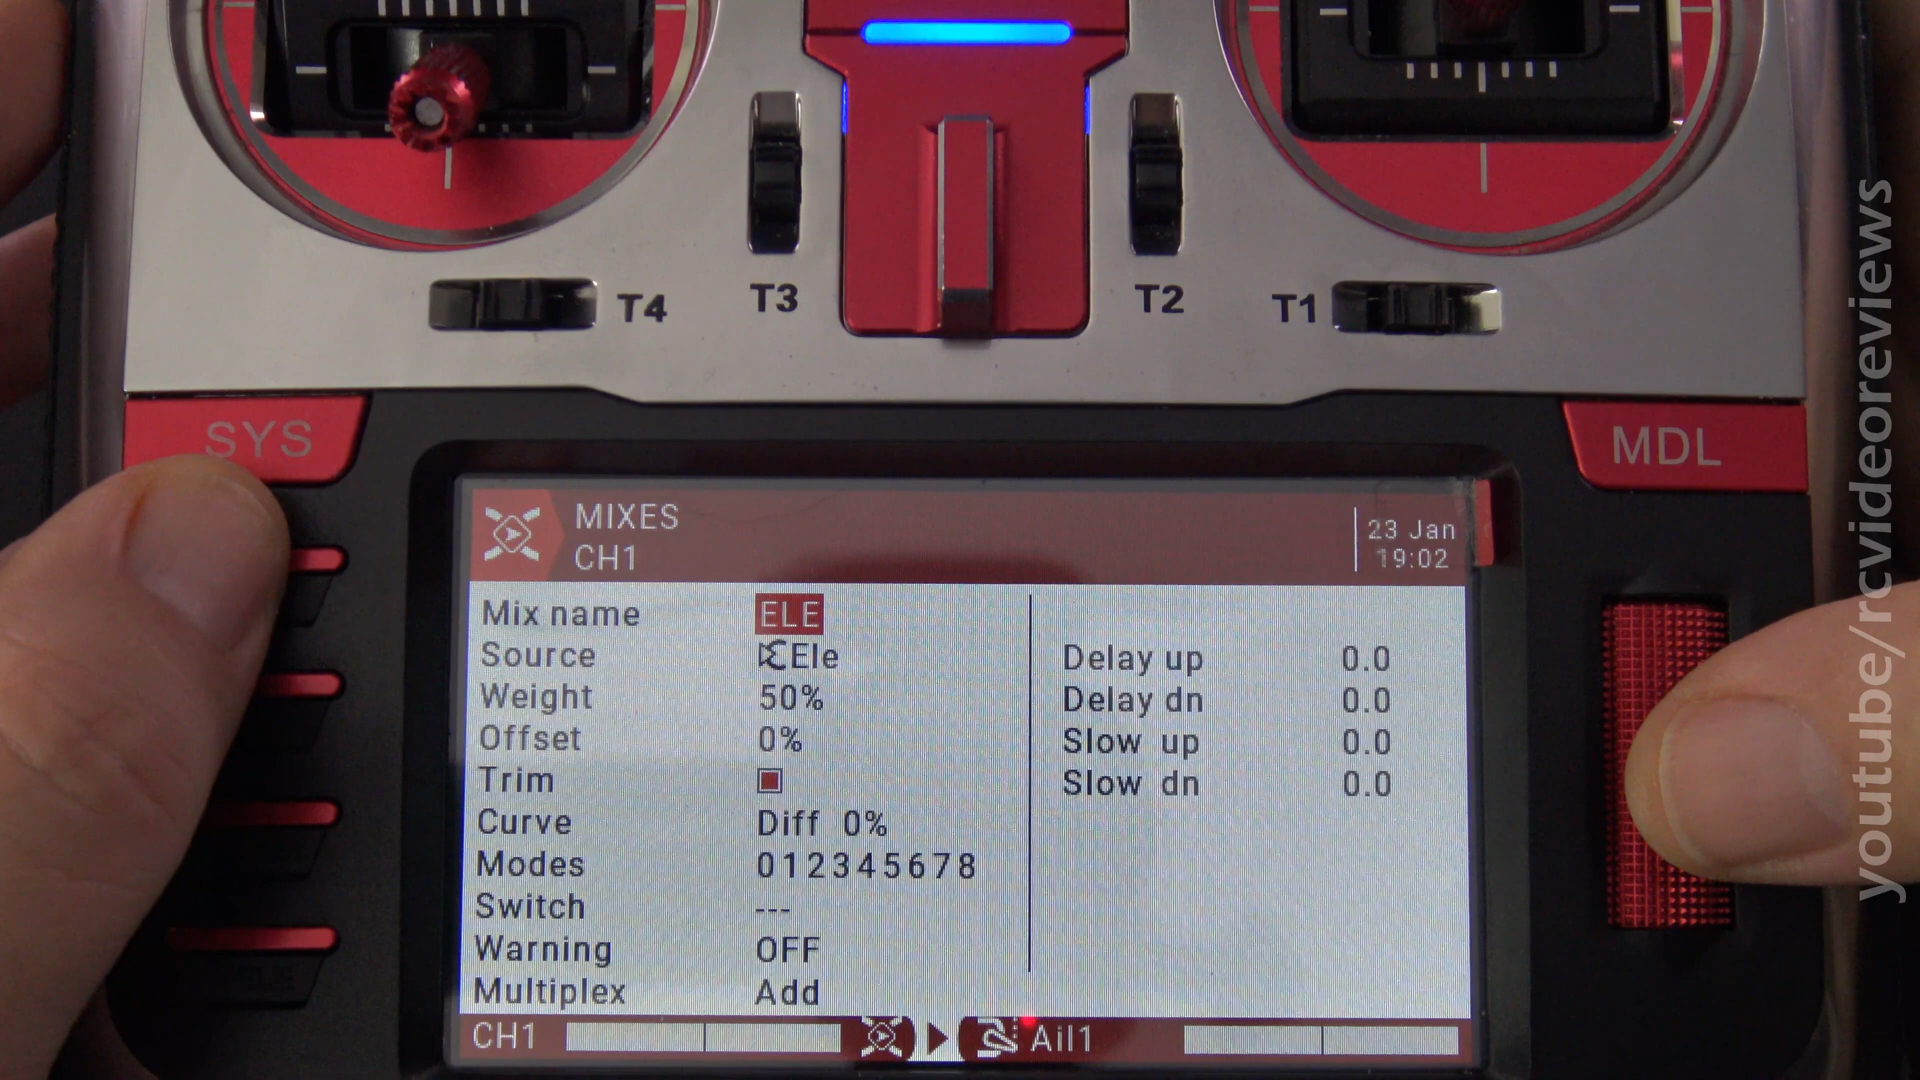 T4
T3
T2
T1
SYS
MDL
MIXES
CH1
23 Jan
19:02
Mix name ELE
Source Ele
Weight 50%
Offset 0%
Trim
Curve Diff 0%
Modes 012345678
Switch ---
Warning OFF
Multiplex Add
Delay up 0.0
Delay dn 0.0
Slow up 0.0
Slow dn 0.0
CH1
Ail1
youtube/rcvideoreviews